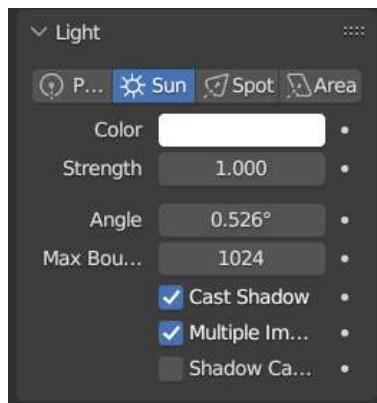 Light
P... Sun Spot Area
Color
Strength 1.000
Angle 0.526°
Max Bou... 1024
Cast Shadow
Multiple Im...
Shadow Ca...